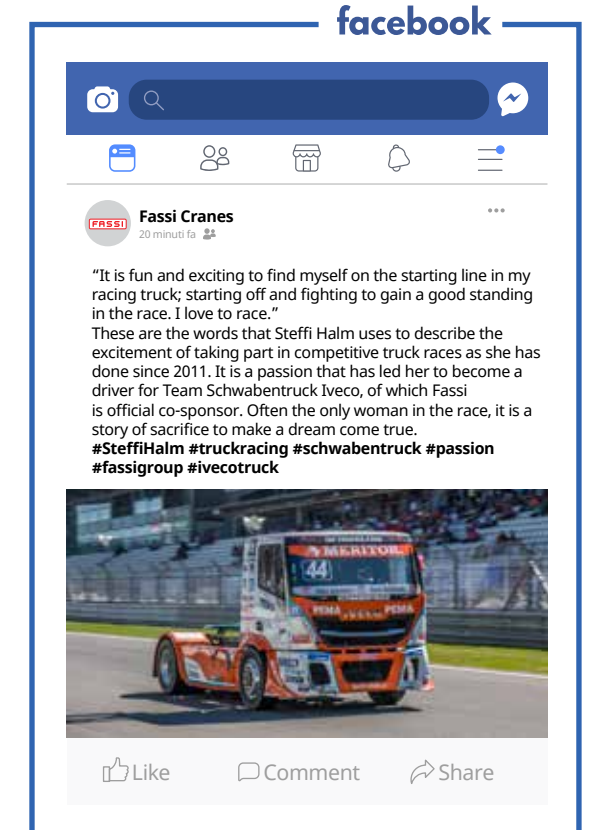 facebook
FASSI
Fassi Cranes
20 minuti fa
“It is fun and exciting to find myself on the starting line in my
racing truck; starting off and fighting to gain a good standing
in the race. I love to race.”
These are the words that Steffi Halm uses to describe the
excitement of taking part in competitive truck races as she has
done since 2011. It is a passion that has led her to become a
driver for Team Schwabentruck Iveco, of which Fassi
is official co-sponsor. Often the only woman in the race, it is a
story of sacrifice to make a dream come true.
#SteffiHalm #truckracing #schwabentruck #passion
#fassigroup #ivecotruck
MERITOR
44
PEMA PEMA
Like Comment Share